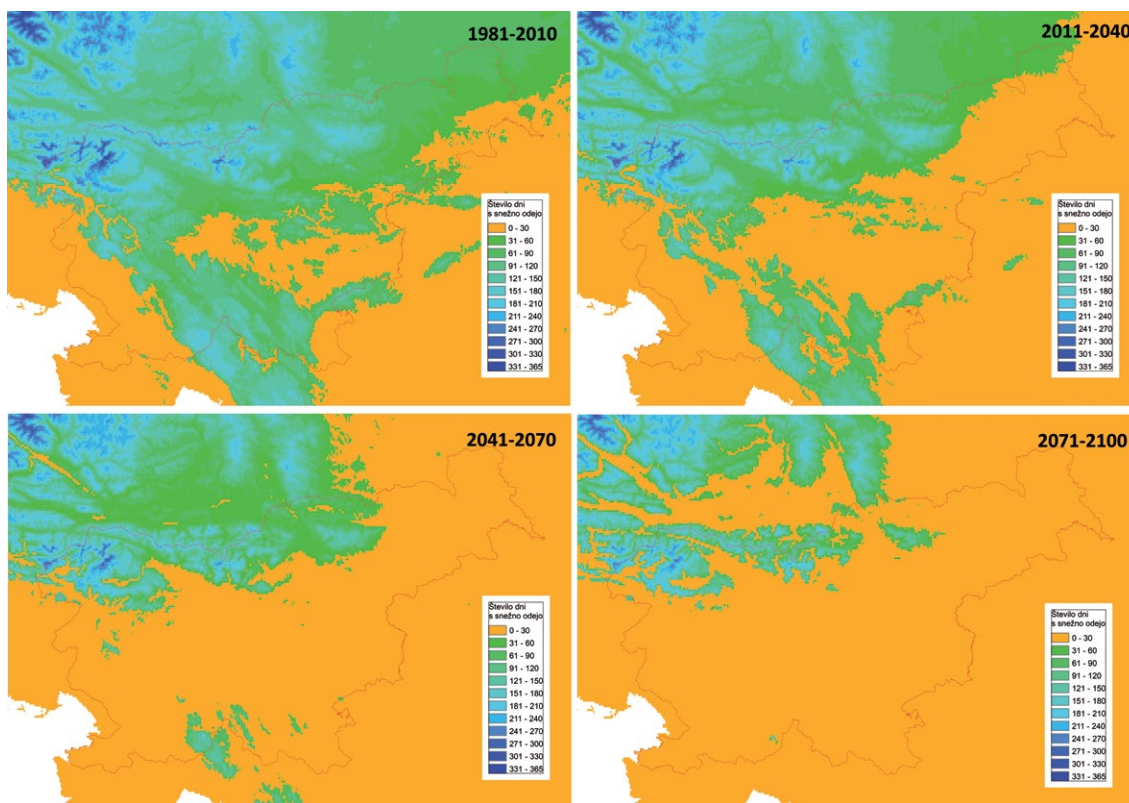 1981-2010
Število dni
s snežno odejo
0 - 30
31 - 60
61 - 90
91 - 120
121 - 150
151 - 180
181 - 210
211 - 240
241 - 270
271 - 300
301 - 330
331 - 365
2011-2040
Število dni
s snežno odejo
0 - 30
31 - 60
61 - 90
91 - 120
121 - 150
151 - 180
181 - 210
211 - 240
241 - 270
271 - 300
301 - 330
331 - 365
2041-2070
Število dni
s snežno odejo
0 - 30
31 - 60
61 - 90
91 - 120
121 - 150
151 - 180
181 - 210
211 - 240
241 - 270
271 - 300
301 - 330
331 - 365
2071-2100
Število dni
s snežno odejo
0 - 30
31 - 60
61 - 90
91 - 120
121 - 150
151 - 180
181 - 210
211 - 240
241 - 270
271 - 300
301 - 330
331 - 365